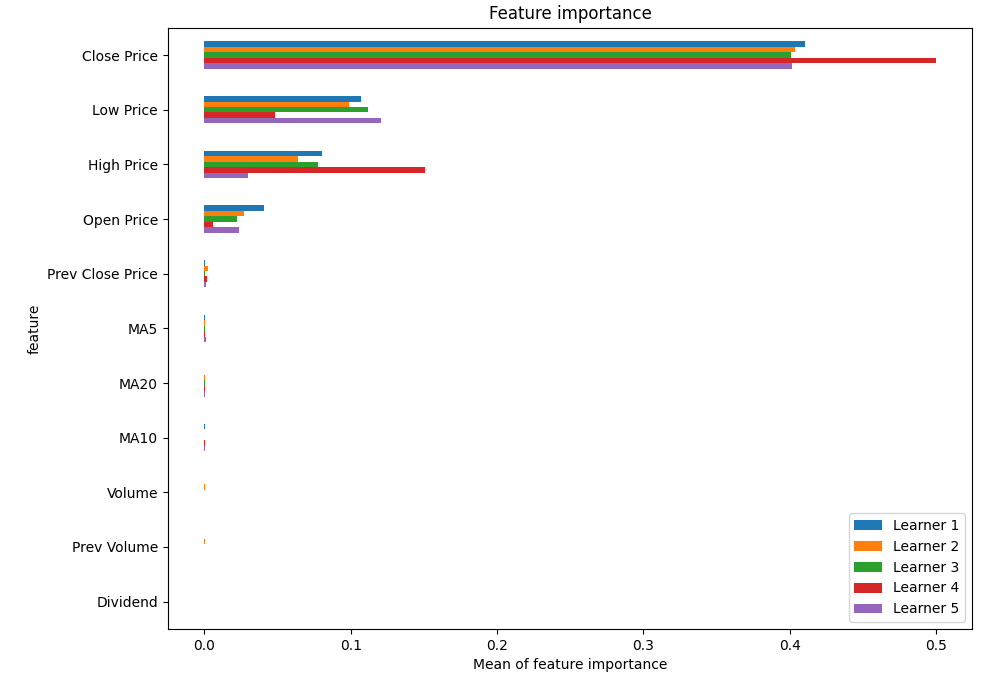 Feature importance
Close Price
Low Price
High Price
Open Price
Prev Close Price
MA5
MA20
MA10
Volume
Prev Volume
Dividend
feature
Learner 1
Learner 2
Learner 3
Learner 4
Learner 5
0.0 0.1 0.2 0.3 0.4 0.5
Mean of feature importance